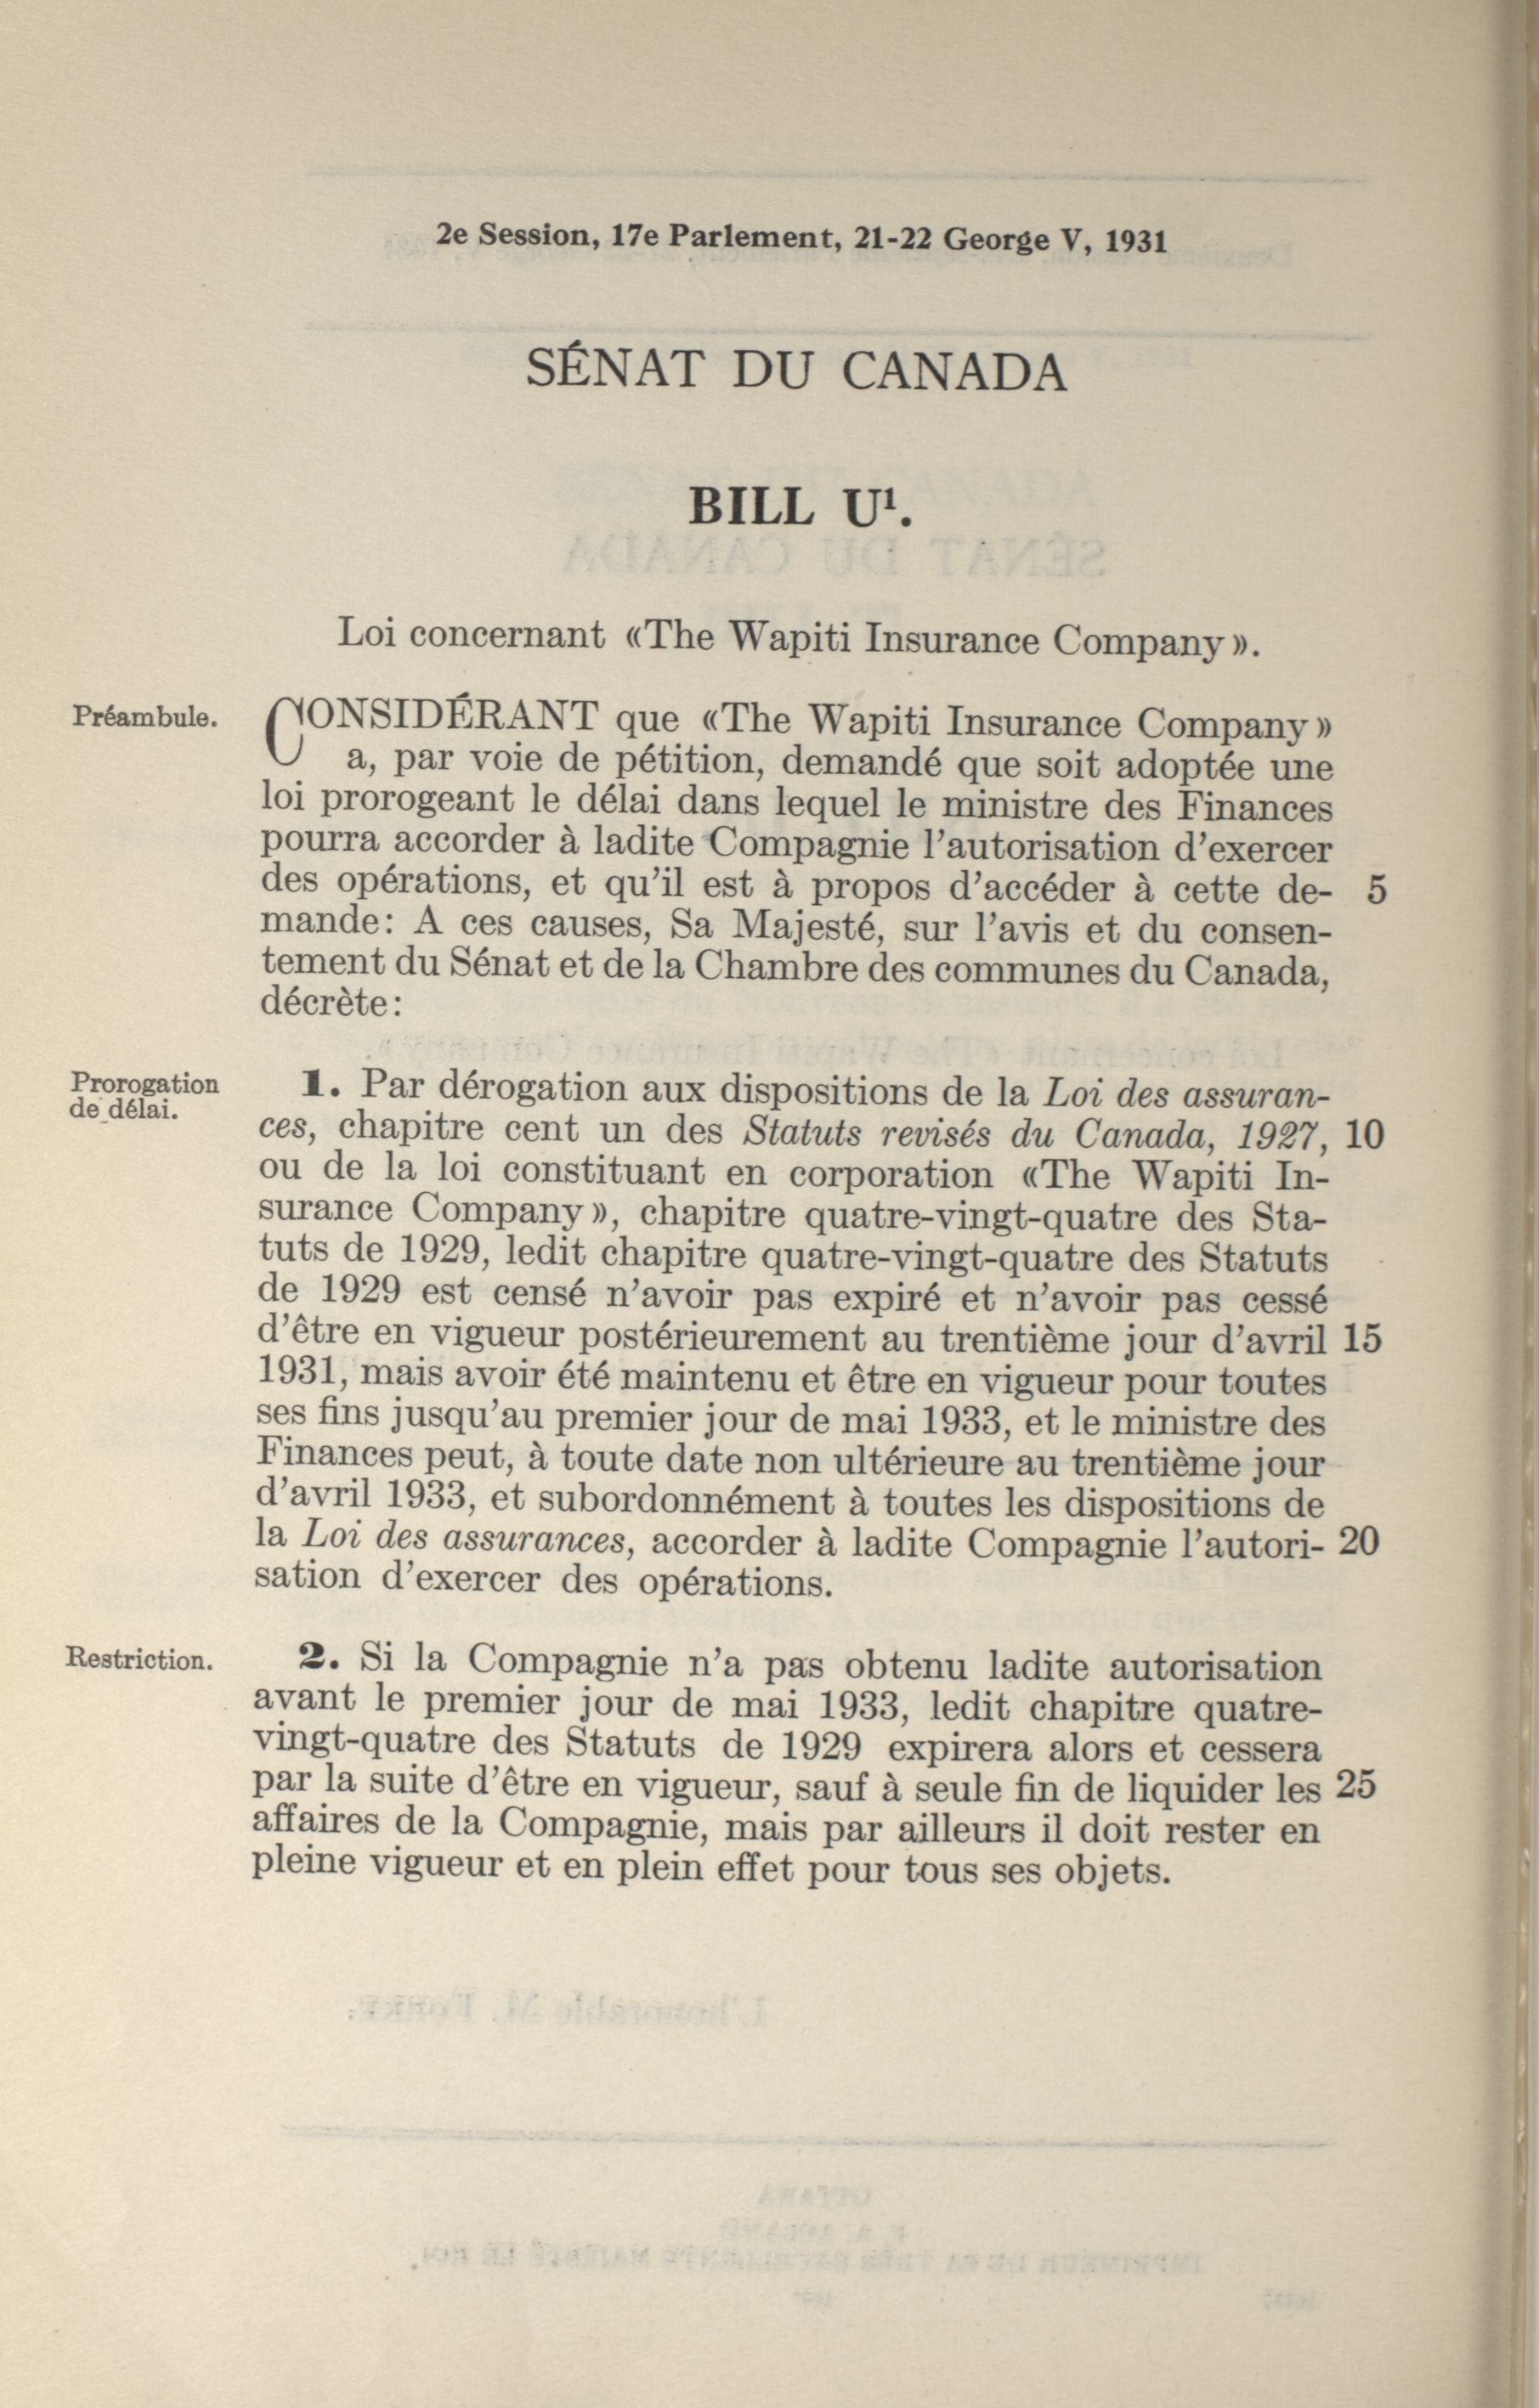 2e Session, 17e Parlement, 21-22 George V, 1931
SÉNAT DU CANADA
BILL U¹.
Loi concernant «The Wapiti Insurance Company».
Préambule.
CONSIDÉRANT que «The Wapiti Insurance Company»
a, par voie de pétition, demandé que soit adoptée une
loi prorogeant le délai dans lequel le ministre des Finances
pourra accorder à ladite Compagnie l'autorisation d'exercer
des opérations, et qu'il est à propos d'accéder à cette de- 5
mande: A ces causes, Sa Majesté, sur l'avis et du consen-
tement du Sénat et de la Chambre des communes du Canada,
décrète:
Prorogation
de délai.
1. Par dérogation aux dispositions de la Loi des assuran-
ces, chapitre cent un des Statuts revisés du Canada, 1927, 10
ou de la loi constituant en corporation «The Wapiti In-
surance Company», chapitre quatre-vingt-quatre des Sta-
tuts de 1929, ledit chapitre quatre-vingt-quatre des Statuts
de 1929 est censé n'avoir pas expiré et n'avoir pas cessé
d'être en vigueur postérieurement au trentième jour d'avril 15
1931, mais avoir été maintenu et être en vigueur pour toutes
ses fins jusqu'au premier jour de mai 1933, et le ministre des
Finances peut, à toute date non ultérieure au trentième jour
d'avril 1933, et subordonnément à toutes les dispositions de
la Loi des assurances, accorder à ladite Compagnie l'autori- 20
sation d'exercer des opérations.
Restriction.
2. Si la Compagnie n'a pas obtenu ladite autorisation
avant le premier jour de mai 1933, ledit chapitre quatre-
vingt-quatre des Statuts de 1929 expirera alors et cessera
par la suite d'être en vigueur, sauf à seule fin de liquider les 25
affaires de la Compagnie, mais par ailleurs il doit rester en
pleine vigueur et en plein effet pour tous ses objets.